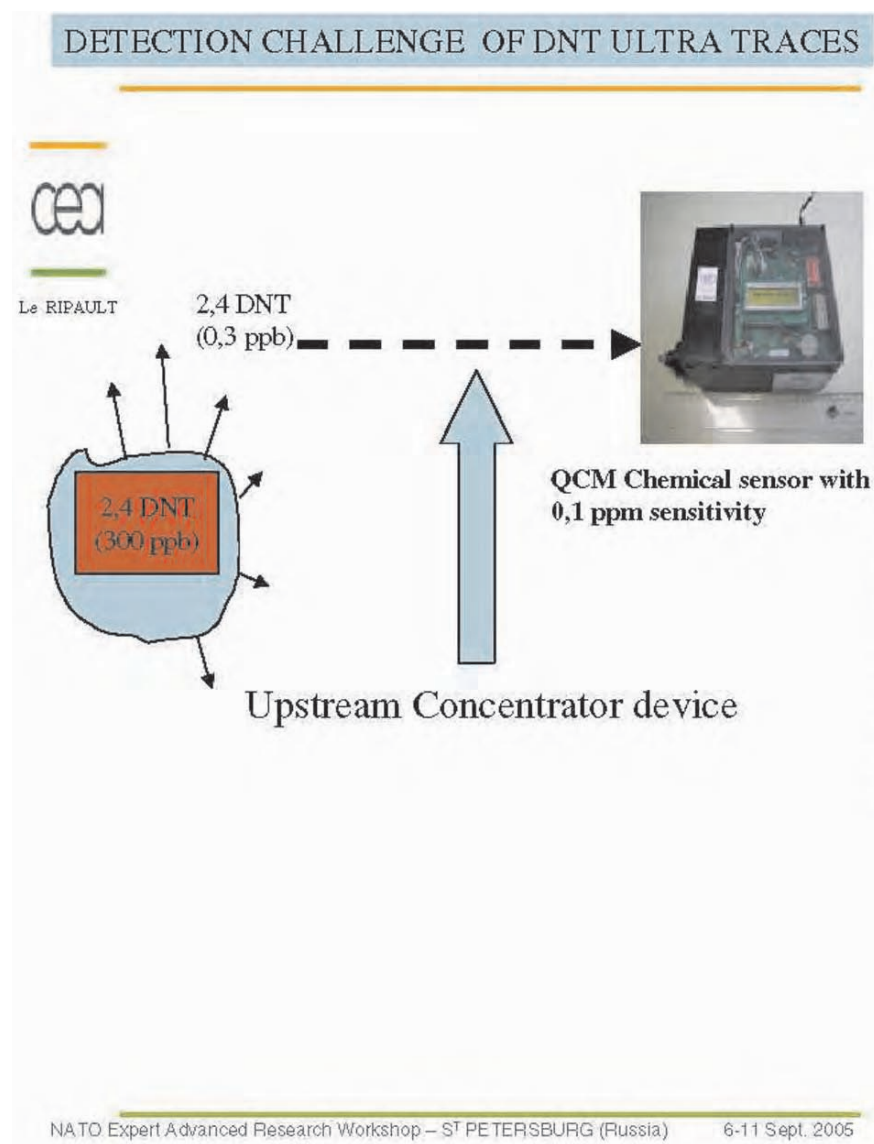 DETECTION CHALLENGE OF DNT ULTRA TRACES
cea
Le RIPAULT
2,4 DNT
(0,3 ppb)
2,4 DNT
(300 ppb)
QCM Chemical sensor with
0,1 ppm sensitivity
Upstream Concentrator device
NATO Expert Advanced Research Workshop – Sᵀ PETERSBURG (Russia) 6-11 Sept. 2005